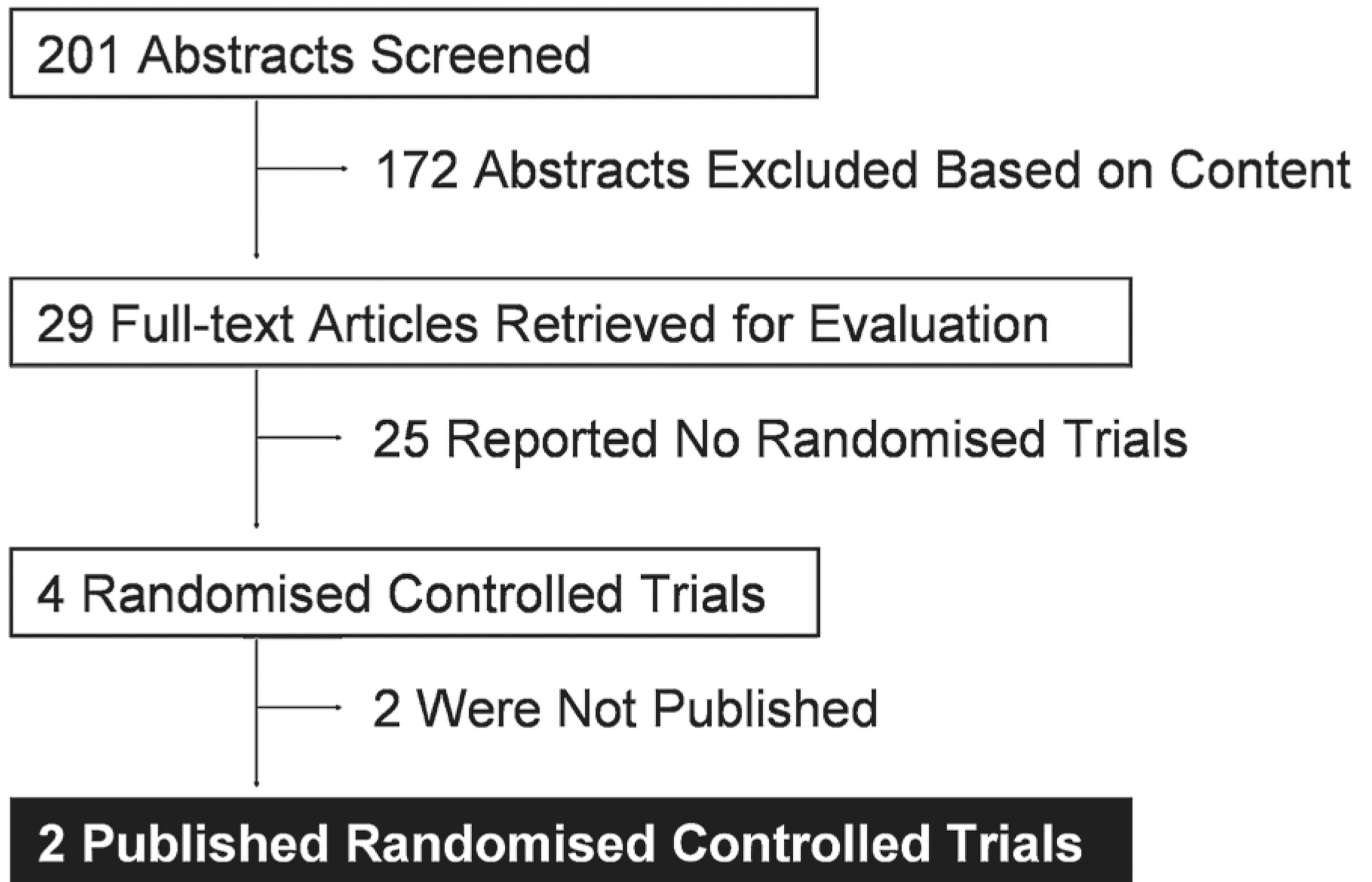 201 Abstracts Screened
172 Abstracts Excluded Based on Content
29 Full-text Articles Retrieved for Evaluation
25 Reported No Randomised Trials
4 Randomised Controlled Trials
2 Were Not Published
2 Published Randomised Controlled Trials